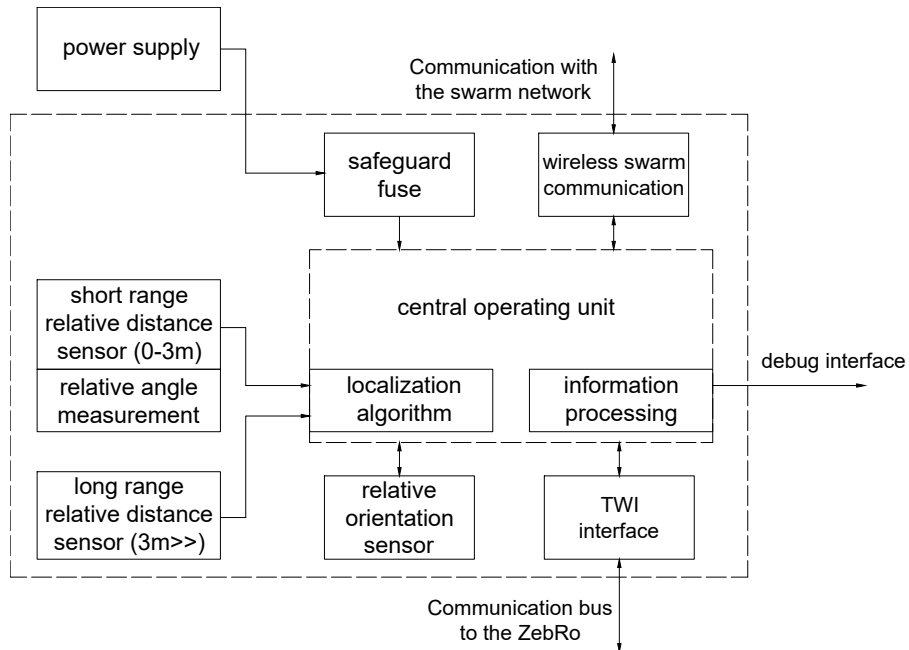 power supply
Communication with
the swarm network
safeguard
fuse
wireless swarm
communication
central operating unit
short range
relative distance
sensor (0-3m)
relative angle
measurement
localization
algorithm
information
processing
debug interface
long range
relative distance
sensor (3m>>)
relative
orientation
sensor
TWI
interface
Communication bus
to the ZebRo